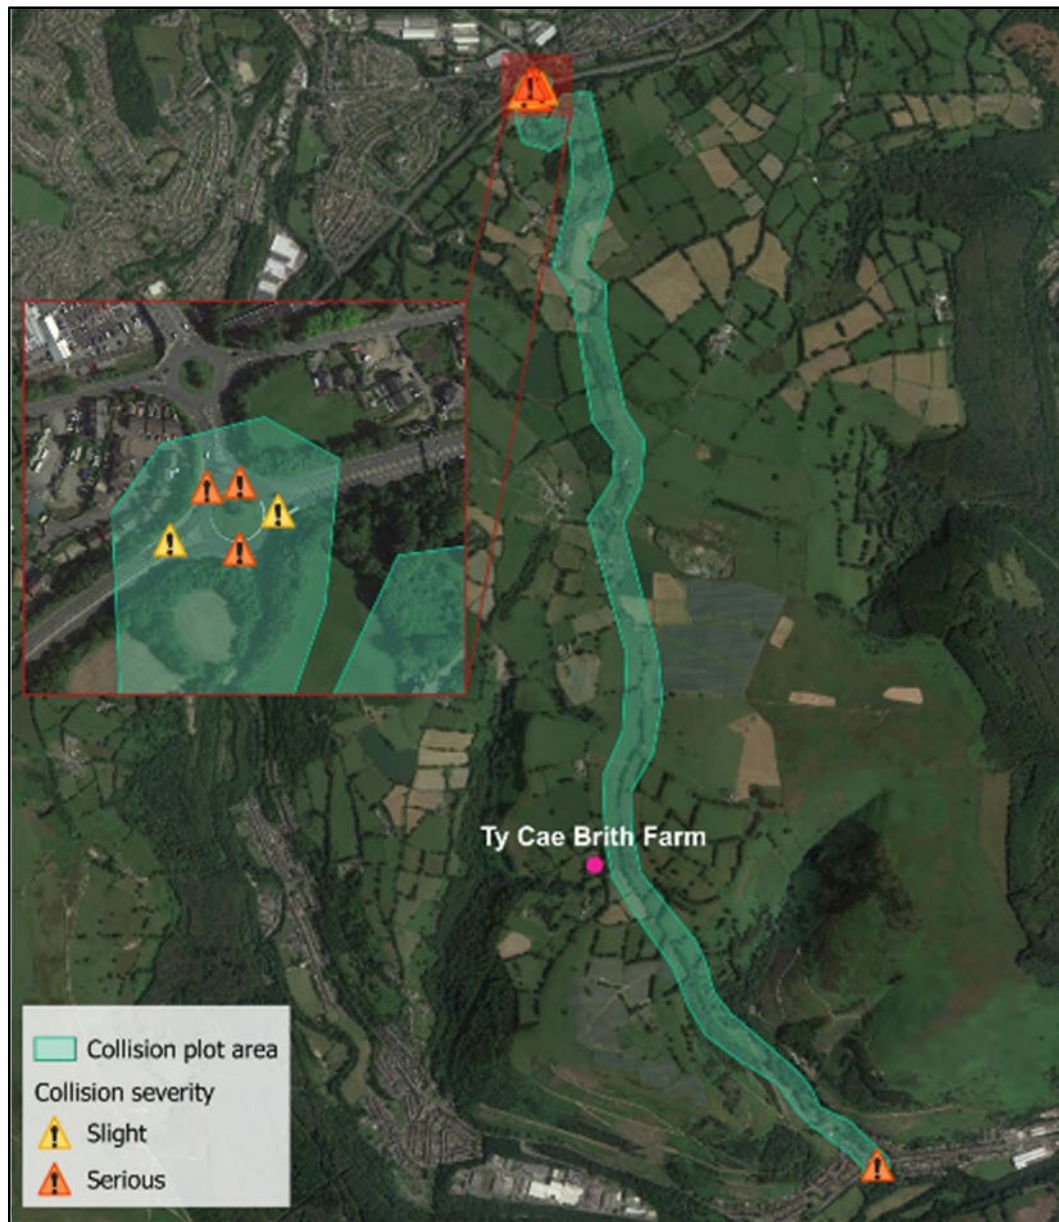 Ty Cae Brith Farm
Collision plot area
Collision severity
Slight
Serious